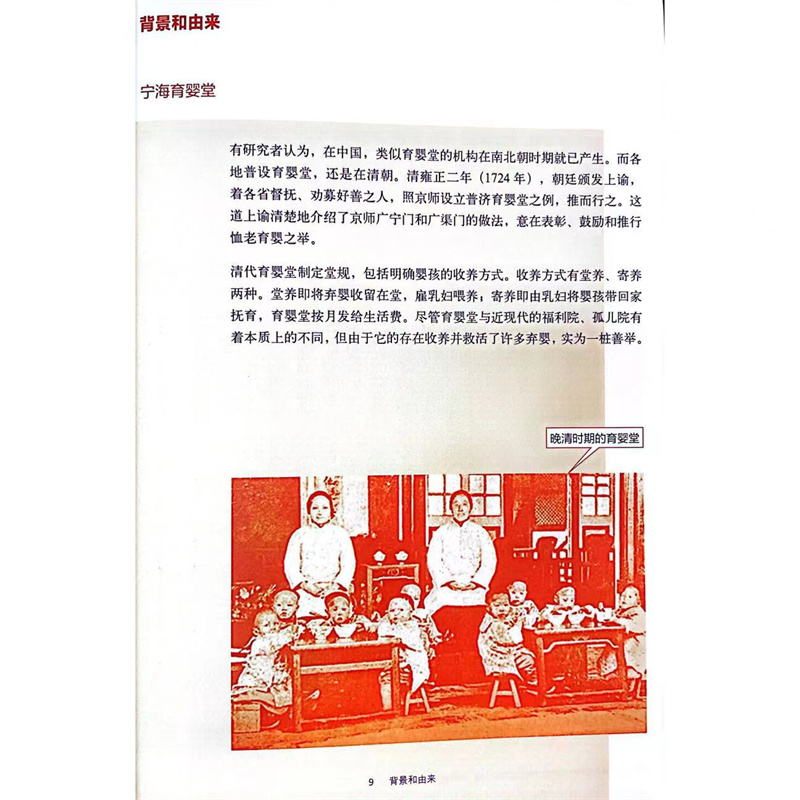 背景和由来
宁海育婴堂
有研究者认为，在中国，类似育婴堂的机构在南北朝时期就已产生。而各
地普设育婴堂，还是在清朝。清雍正二年（1724 年），朝廷颁发上谕，
着各省督抚、劝募好善之人，照京师设立普济育婴堂之例，推而行之。这
道上谕清楚地介绍了京师广宁门和广渠门的做法，意在表彰、鼓励和推行
恤老育婴之举。
清代育婴堂制定堂规，包括明确婴孩的收养方式。收养方式有堂养、寄养
两种。堂养即将弃婴收留在堂，雇乳妇喂养；寄养即由乳妇将婴孩带回家
抚育，育婴堂按月发给生活费。尽管育婴堂与近现代的福利院、孤儿院有
着本质上的不同，但由于它的存在收养并救活了许多弃婴，实为一桩善举。
晚清时期的育婴堂
9 背景和由来